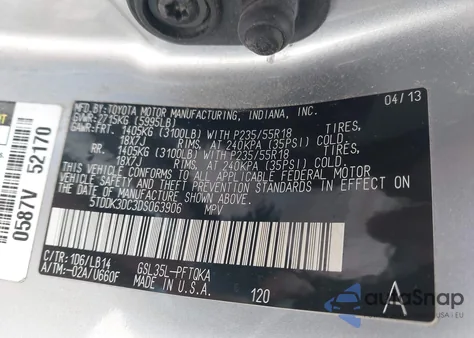 MFD.BY:TOYOTA MOTOR MANUFACTURING, INDIANA, INC.
04/13
GVWR:2715KG (5995LB)
GAWR:FRT. 1405KG (3100LB) WITH P235/55R18 TIRES,
18X7J RIMS, AT 240KPA (35PSI) COLD.
RR. 1405KG (3100LB) WITH P235/55R18 TIRES,
18X7J RIMS, AT 240KPA (35PSI) COLD.
THIS VEHICLE CONFORMS TO ALL APPLICABLE FEDERAL MOTOR
VEHICLE SAFETY AND THEFT PREVENTION STANDARDS IN
EFFECT ON THE DATE OF MANUFACTURE SHOWN ABOVE.
5TDDK3DC3DS063906 MPV
C/TR: 1D6/LB14 GSL35L-PFTQKA
A/TM:-02A/U660F MADE IN U.S.A. 120 A
0587V 52170
autoSnap